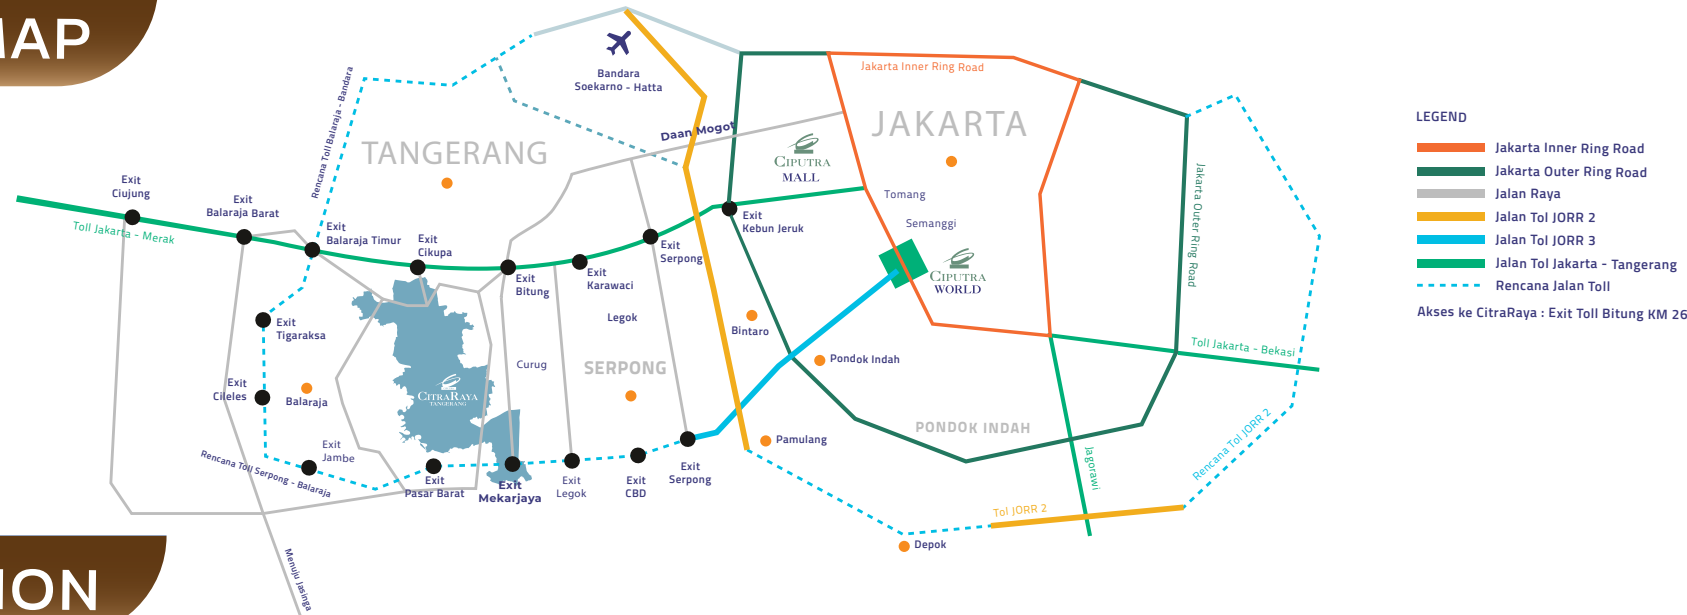 MAP
Bandara
Soekarno - Hatta
Jakarta Inner Ring Road
Rencana Toll Balaraja - Bandara
TANGERANG
Daan Mogot
JAKARTA
CIPUTRA
MALL
Exit
Ciujung
Exit
Balaraja Barat
Toll Jakarta - Merak
Exit
Balaraja Timur
Exit
Cikupa
Exit
Bitung
Exit
Karawaci
Exit
Serpong
Exit
Kebun Jeruk
Tomang
Semanggi
CIPUTRA
WORLD
Jakarta Outer Ring Road
Exit
Tigaraksa
Legok
Bintaro
Toll Jakarta - Bekasi
Curug
SERPONG
Pondok Indah
Exit
Cileles
Balaraja
CITRARAYA
TANGERANG
PONDOK INDAH
Pamulang
Rencana Tol JORR 2
Exit
Jambe
Rencana Toll Serpong - Balaraja
Exit
Pasar Barat
Exit
Mekarjaya
Exit
Legok
Exit
CBD
Exit
Serpong
Jagorawi
Tol JORR 2
Depok
Menuju Jasinga
LEGEND
Jakarta Inner Ring Road
Jakarta Outer Ring Road
Jalan Raya
Jalan Tol JORR 2
Jalan Tol JORR 3
Jalan Tol Jakarta - Tangerang
Rencana Jalan Toll
Akses ke CitraRaya : Exit Toll Bitung KM 26
ION